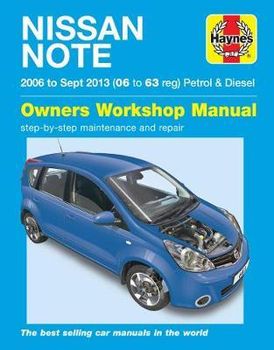 NISSAN
NOTE
Haynes
2006 to Sept 2013 (06 to 63 reg) Petrol & Diesel
Owners Workshop Manual
step-by-step maintenance and repair
The best selling car manuals in the world